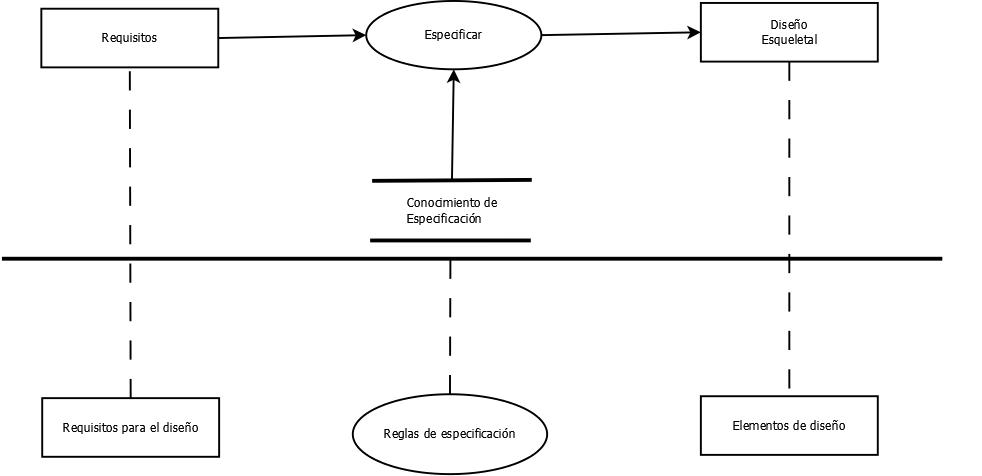 Requisitos
Especificar
Diseño
Esqueletal
Conocimiento de
Especificación
Requisitos para el diseño
Reglas de especificación
Elementos de diseño